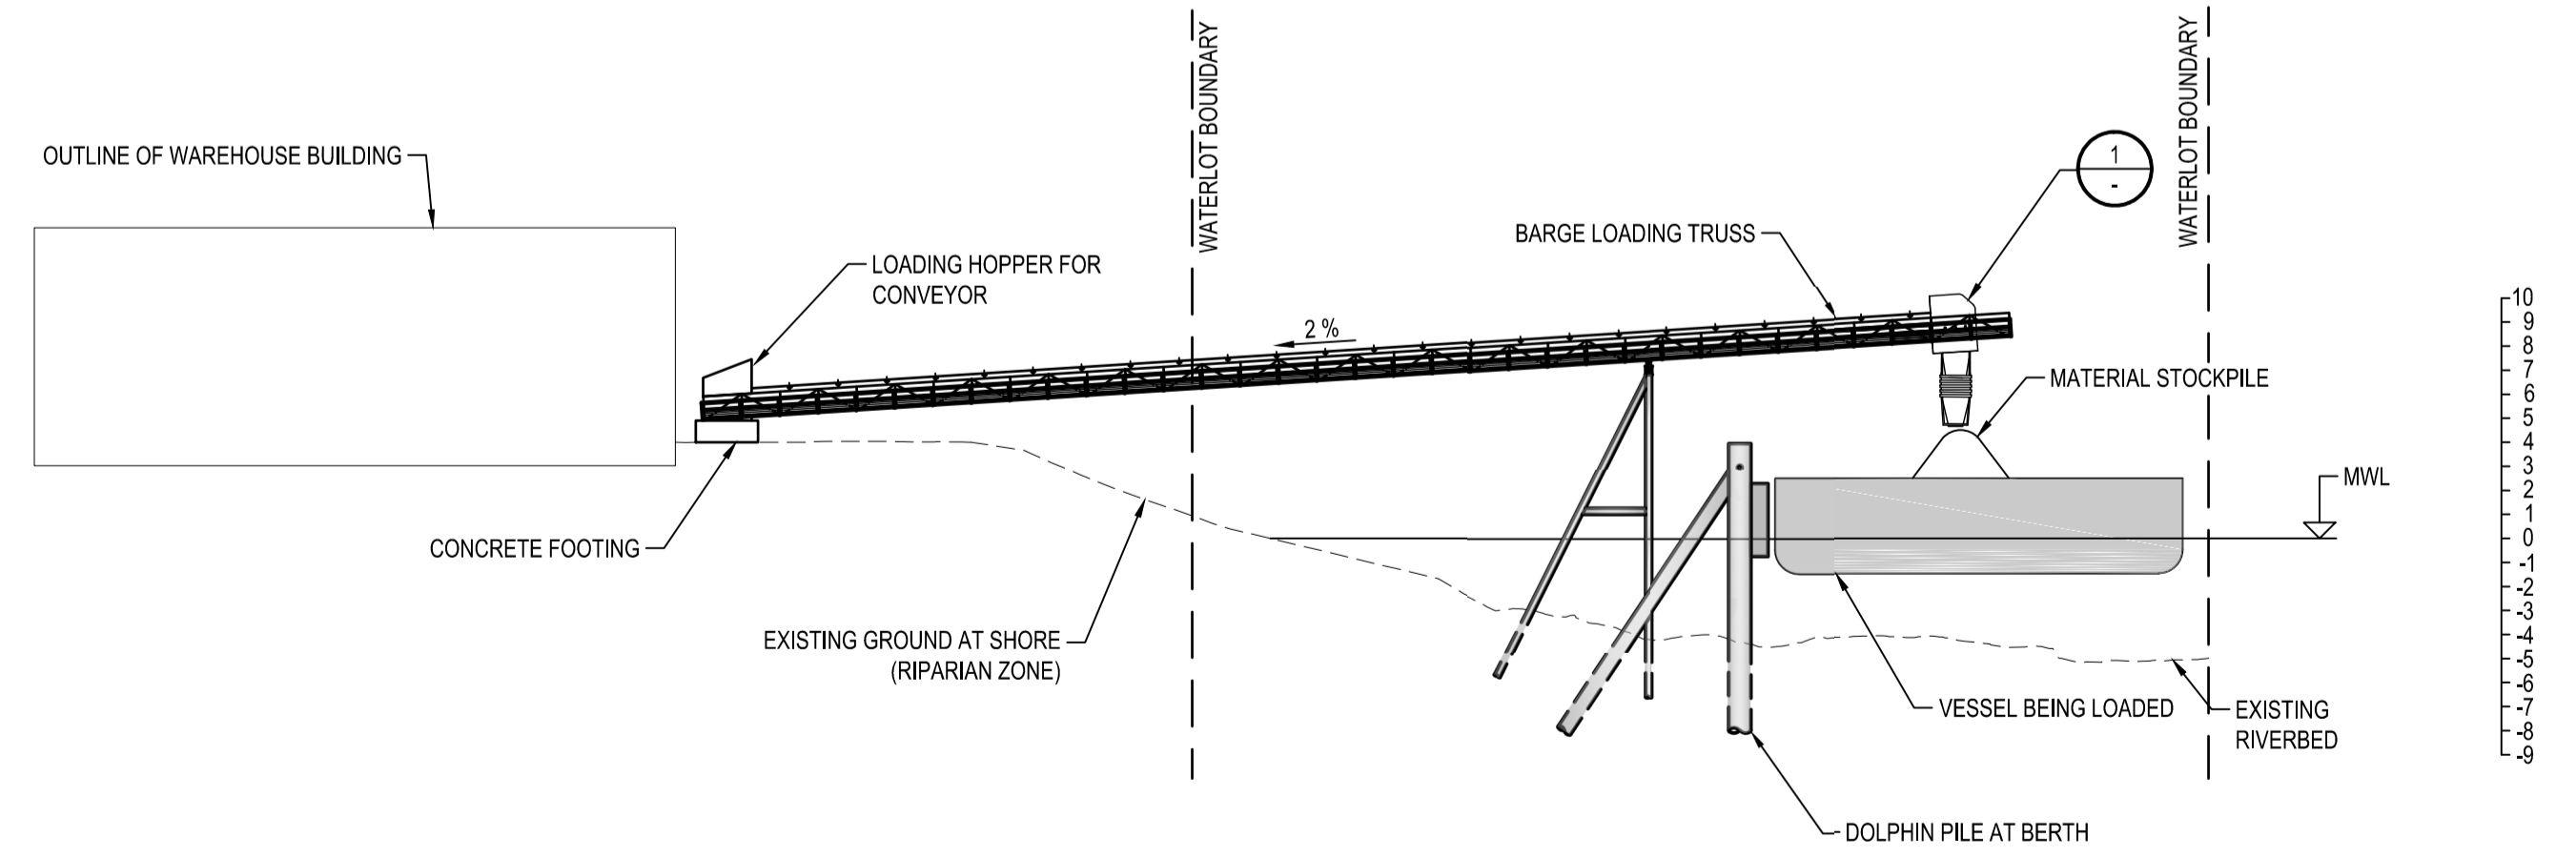 WATERLOT BOUNDARY
WATERLOT BOUNDARY
OUTLINE OF WAREHOUSE BUILDING
1
-
BARGE LOADING TRUSS
LOADING HOPPER FOR
CONVEYOR
2 %
MATERIAL STOCKPILE
MWL
CONCRETE FOOTING
EXISTING GROUND AT SHORE
(RIPARIAN ZONE)
VESSEL BEING LOADED
EXISTING
RIVERBED
DOLPHIN PILE AT BERTH
10
9
8
7
6
5
4
3
2
1
0
-1
-2
-3
-4
-5
-6
-7
-8
-9